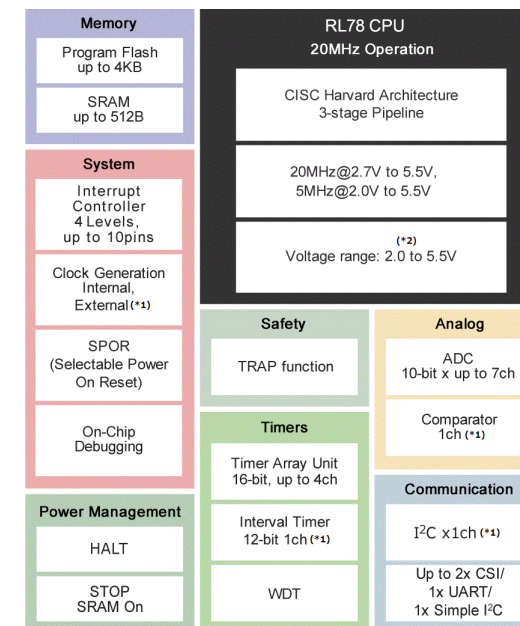 Memory
Program Flash
up to 4KB
SRAM
up to 512B
System
Interrupt
Controller
4 Levels,
up to 10pins
Clock Generation
Internal,
External (*1)
SPOR
(Selectable Power
On Reset)
On-Chip
Debugging
Power Management
HALT
STOP
SRAM On
RL78 CPU
20MHz Operation
CISC Harvard Architecture
3-stage Pipeline
20MHz@2.7V to 5.5V,
5MHz@2.0V to 5.5V
(*2)
Voltage range: 2.0 to 5.5V
Safety
TRAP function
Timers
Timer Array Unit
16-bit, up to 4ch
Interval Timer
12-bit 1ch (*1)
WDT
Analog
ADC
10-bit x up to 7ch
Comparator
1ch (*1)
Communication
I²C x1ch (*1)
Up to 2x CSI/
1x UART/
1x Simple I²C